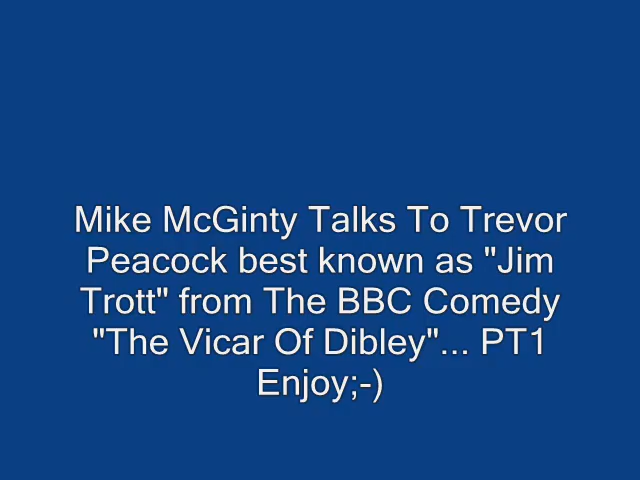 Mike McGinty Talks To Trevor
Peacock best known as "Jim
Trott" from The BBC Comedy
"The Vicar Of Dibley"... PT1
Enjoy;-)